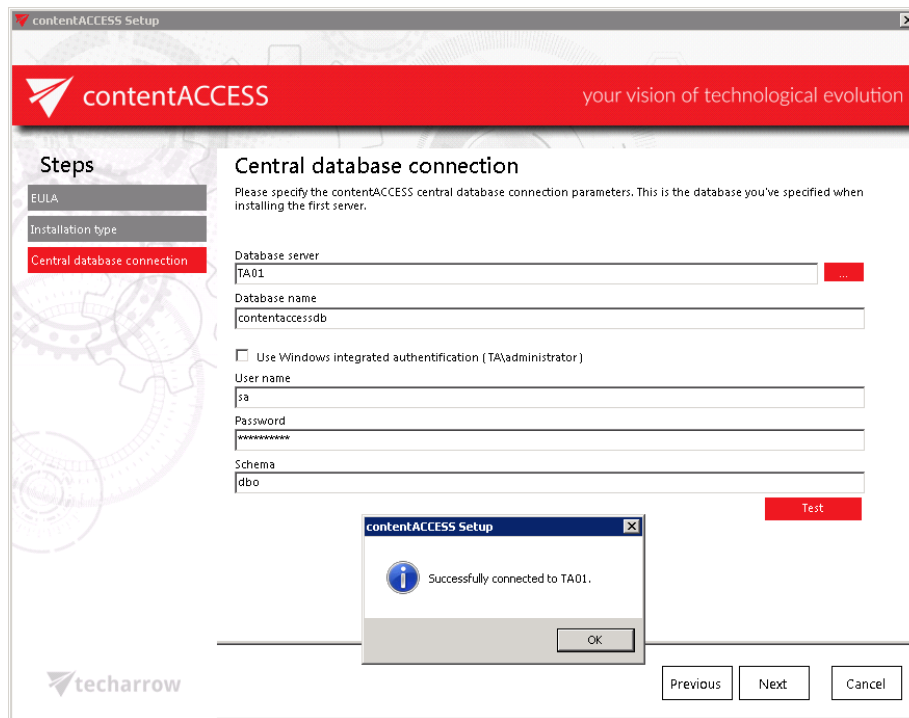 contentACCESS Setup
contentACCESS
your vision of technological evolution
Steps
EULA
Installation type
Central database connection
Central database connection
Please specify the contentACCESS central database connection parameters. This is the database you've specified when
installing the first server.
Database server
TA01
...
Database name
contentaccessdb
Use Windows integrated authentification ( TA\administrator )
User name
sa
Password
**********
Schema
dbo
Test
contentACCESS Setup
Successfully connected to TA01.
OK
techarrow
Previous
Next
Cancel